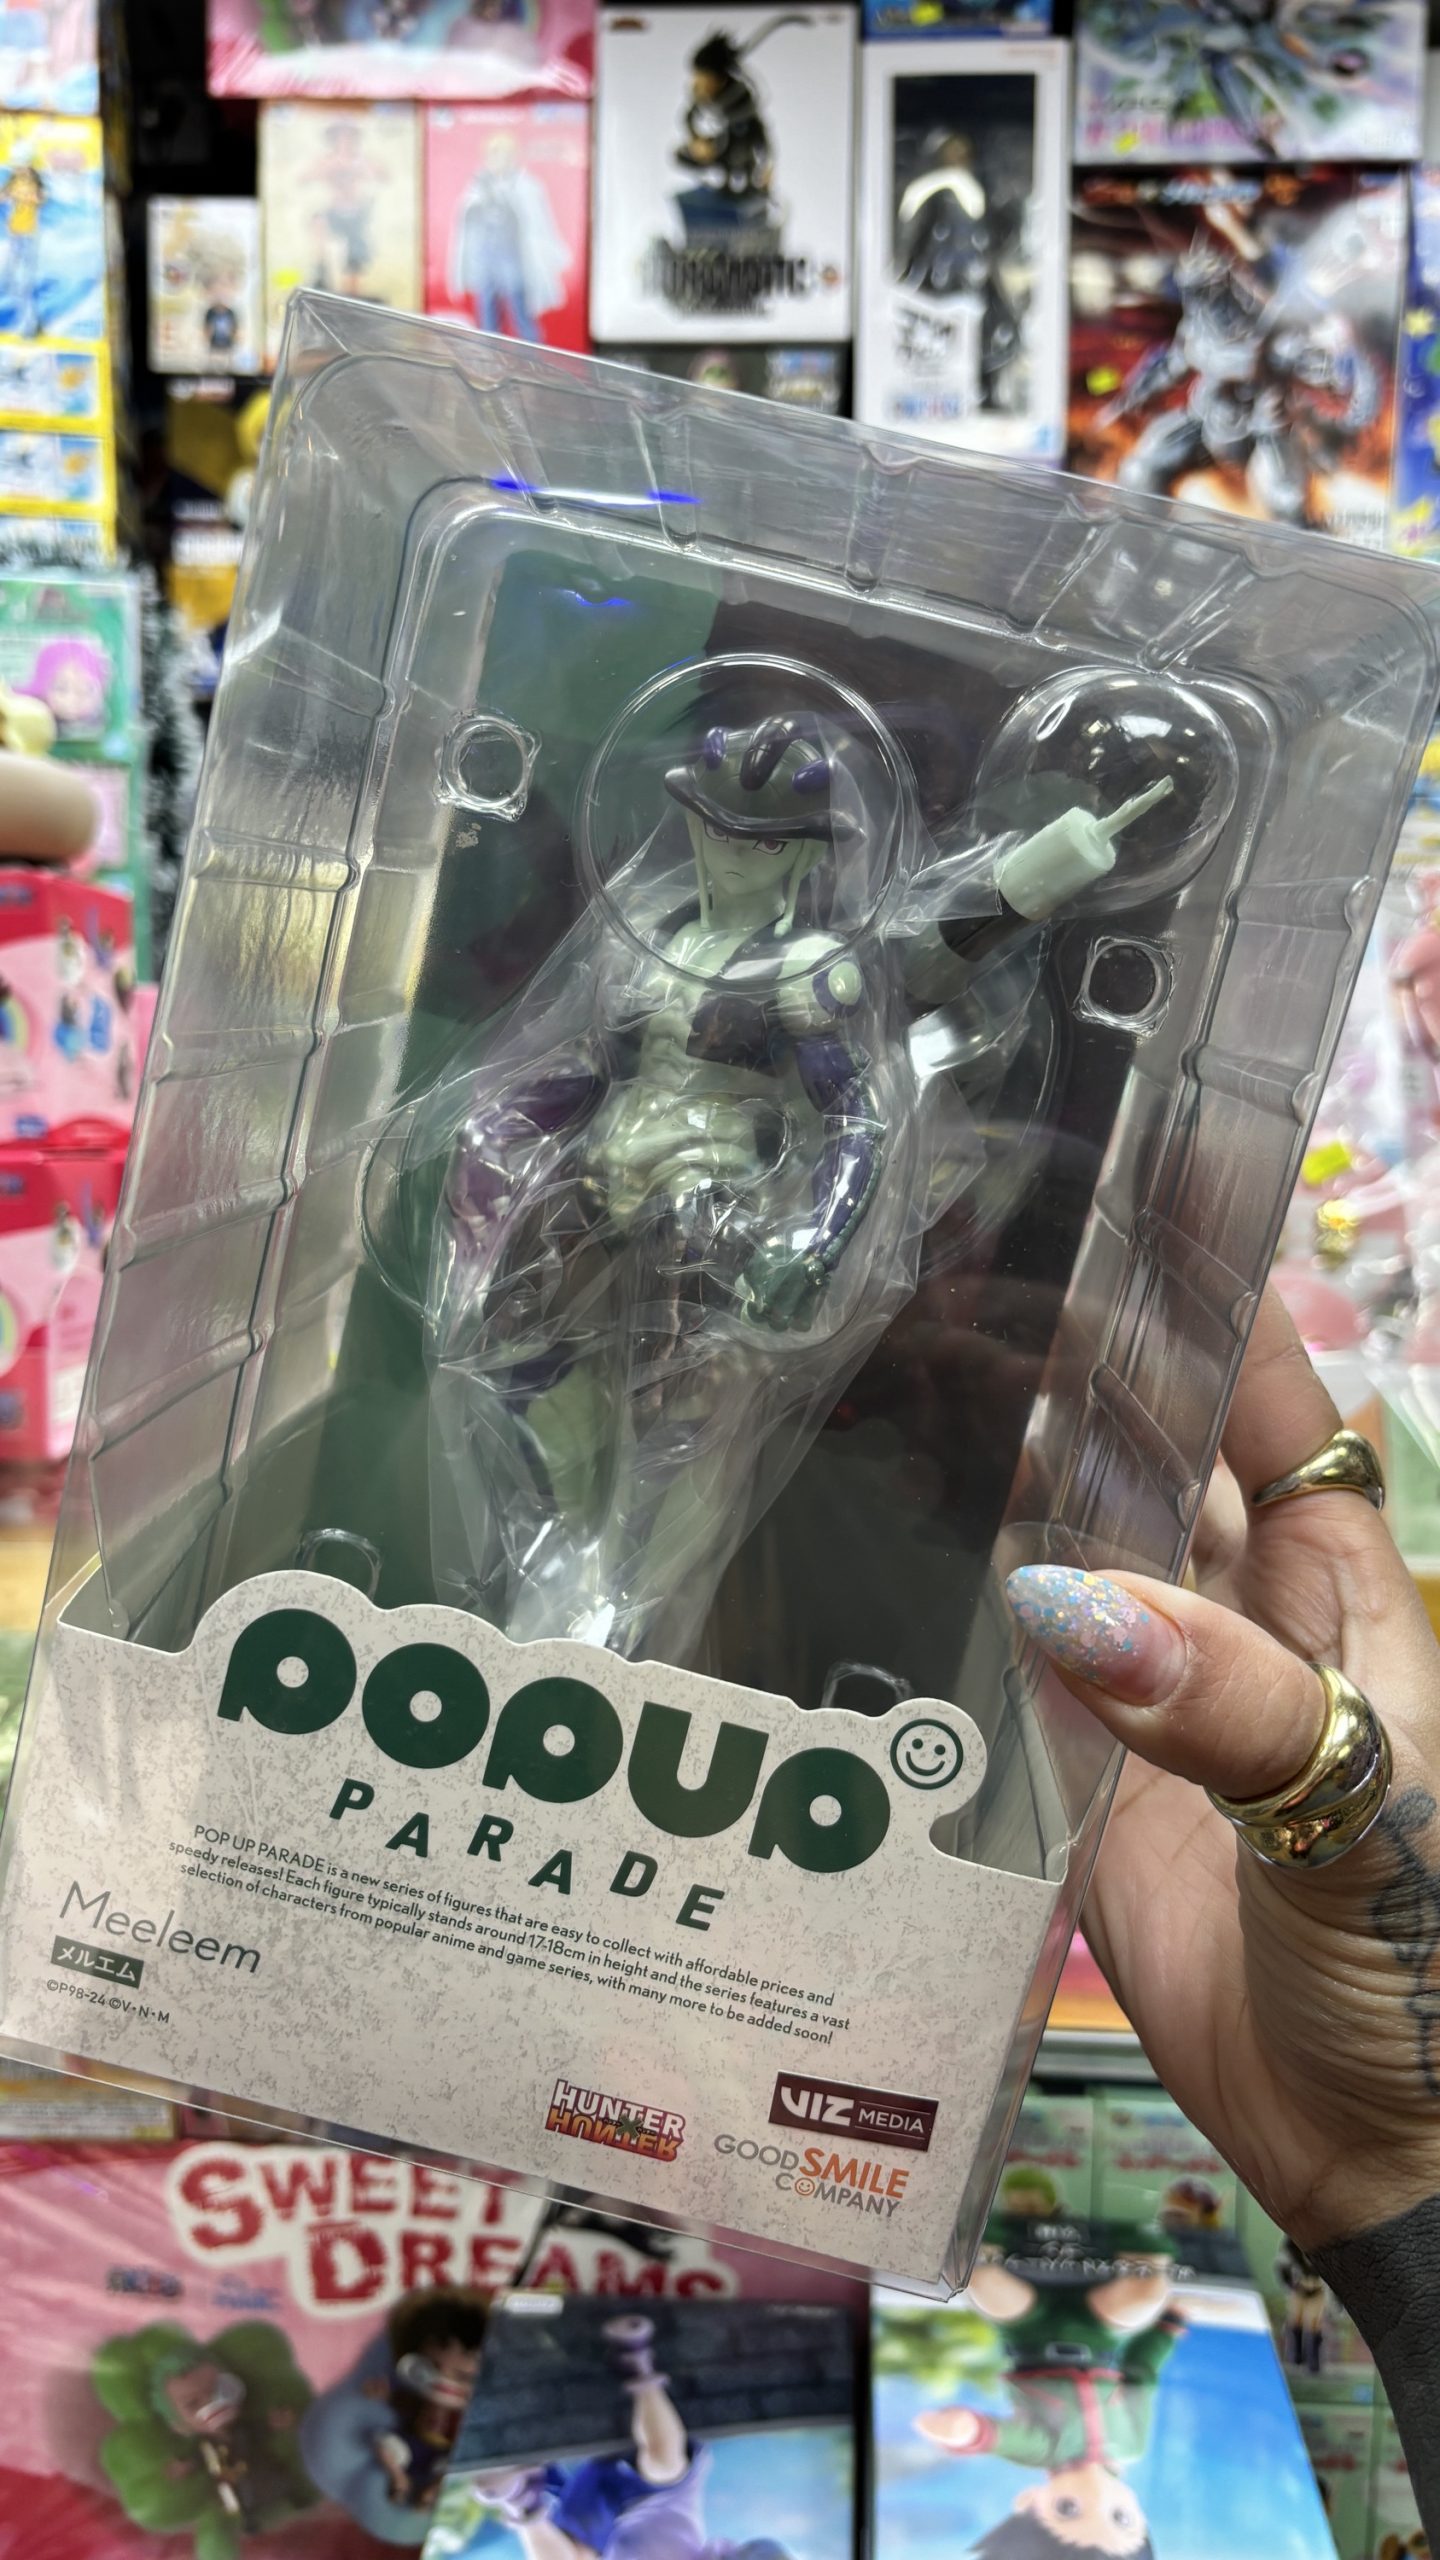 POPUP
PARADE
POP UP PARADE is a new series of figures that are easy to collect with affordable prices and
speedy releases! Each figure typically stands around 17-18cm in height and the series features a vast
selection of characters from popular anime and game series, with many more to be added soon!
Meeleem
メルエム
©P98-24 ©V・N・M
HUNTER
HUNTER
VIZ MEDIA
GOOD SMILE
COMPANY
SWEET
DREAMS